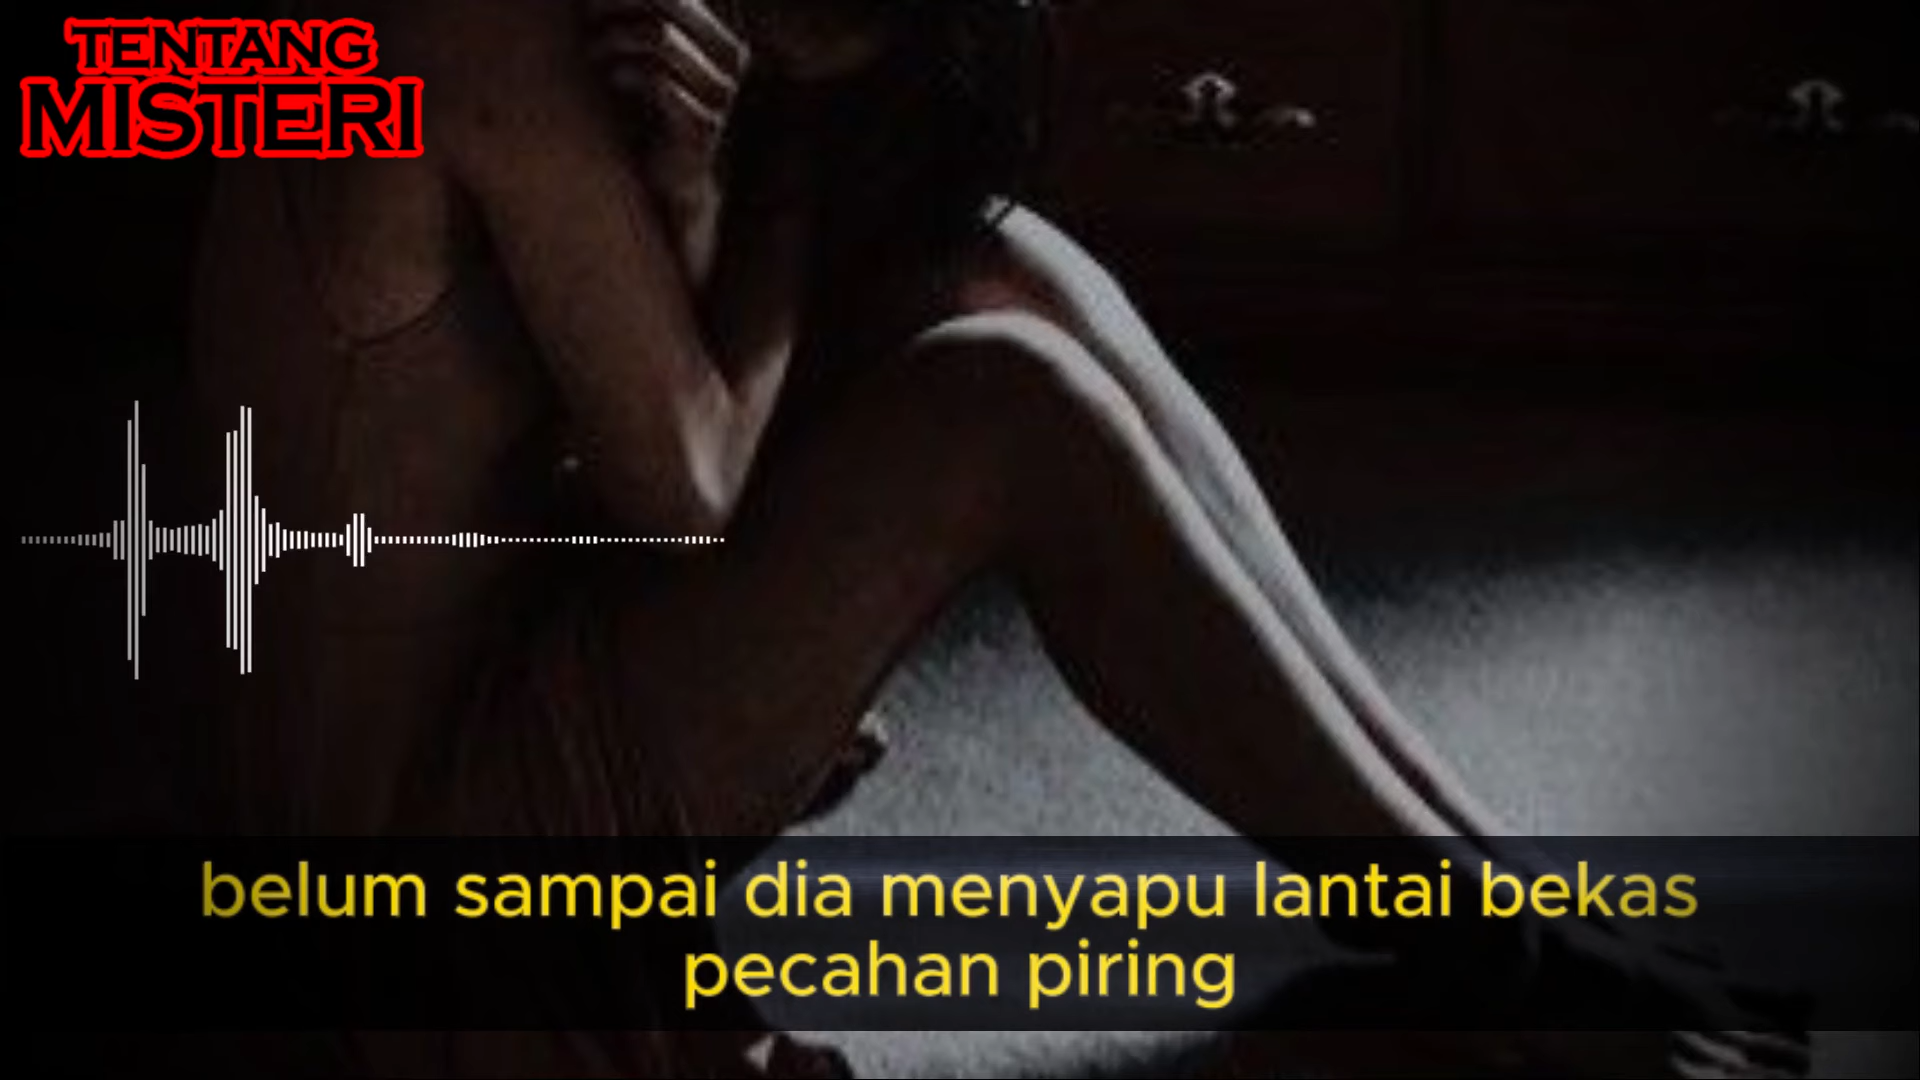 TENTANG
MISTERI
belum sampai dia menyapu lantai bekas
pecahan piring